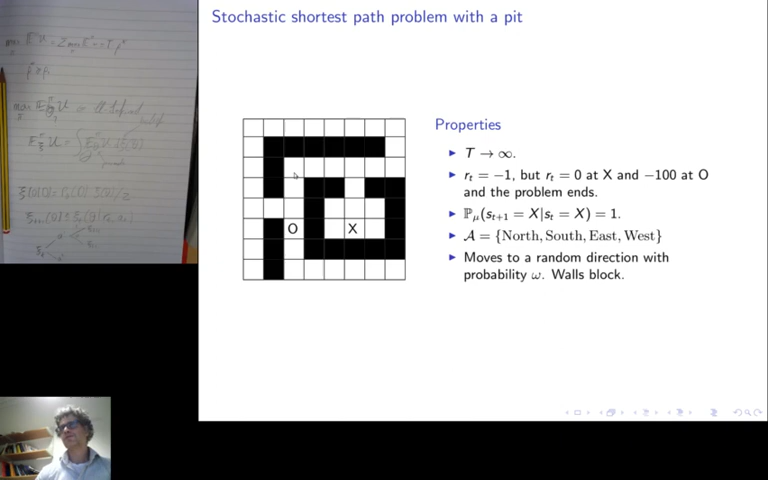 Stochastic shortest path problem with a pit
O
X
Properties
T → ∞.
r_t = −1, but r_t = 0 at X and −100 at O
and the problem ends.
ℙ_μ(s_{t+1} = X|s_t = X) = 1.
𝒜 = {North, South, East, West}
Moves to a random direction with
probability ω. Walls block.